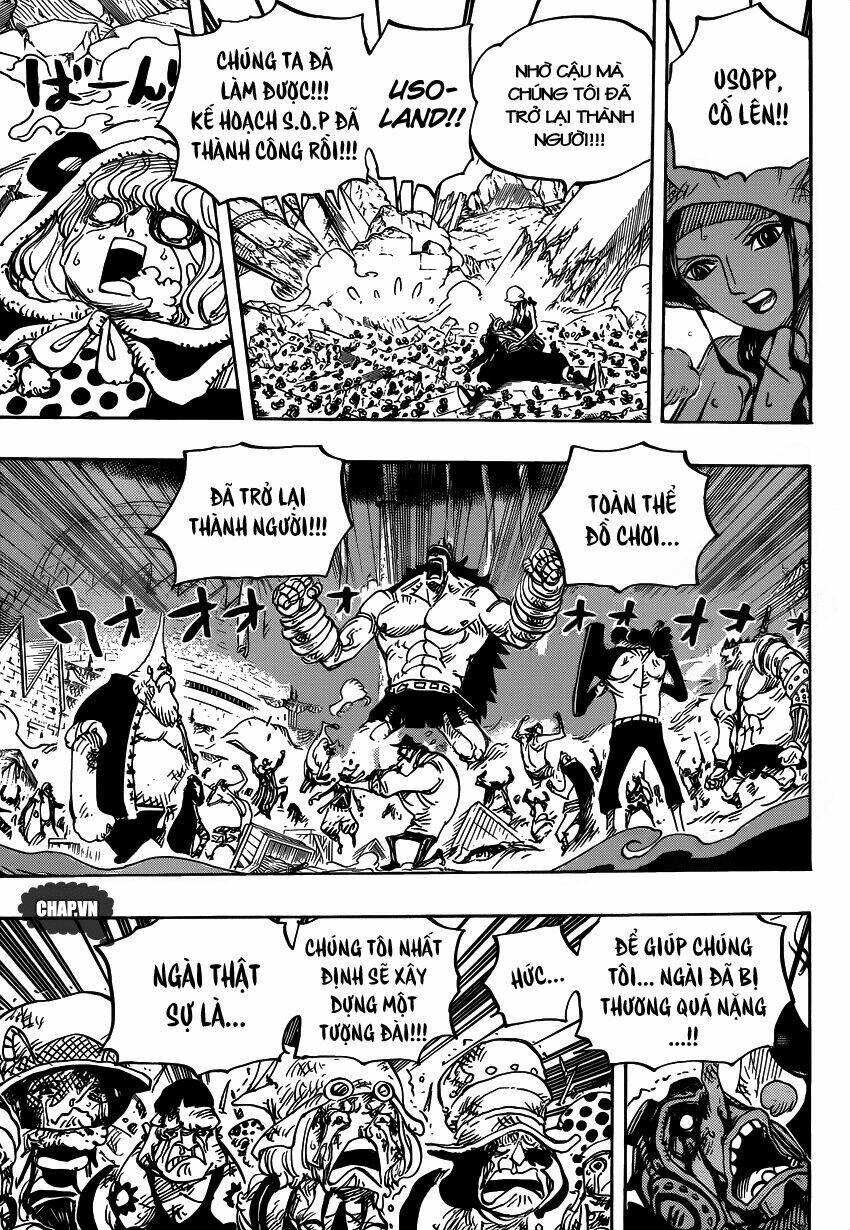 USOPP,
CỐ LÊN!!
NHỜ CẬU MÀ
CHÚNG TÔI ĐÃ
TRỞ LẠI THÀNH
NGƯỜI!!!
USO-
LAND!!
CHÚNG TA ĐÃ
LÀM ĐƯỢC!!!
KẾ HOẠCH S.O.P ĐÃ
THÀNH CÔNG RỒI!!!
ばーん!
TOÀN THỂ
ĐỒ CHƠI...
ĐÃ TRỞ LẠI
THÀNH NGƯỜI!!!
ウオオオオオオオ
CHAP.VN
ĐỂ GIÚP CHÚNG
TÔI... NGÀI ĐÃ BỊ
THƯƠNG QUÁ NẶNG
...!!
HỨC...
CHÚNG TÔI NHẤT
ĐỊNH SẼ XÂY
DỰNG MỘT
TƯỢNG ĐÀI!!!
NGÀI THẬT
SỰ LÀ...